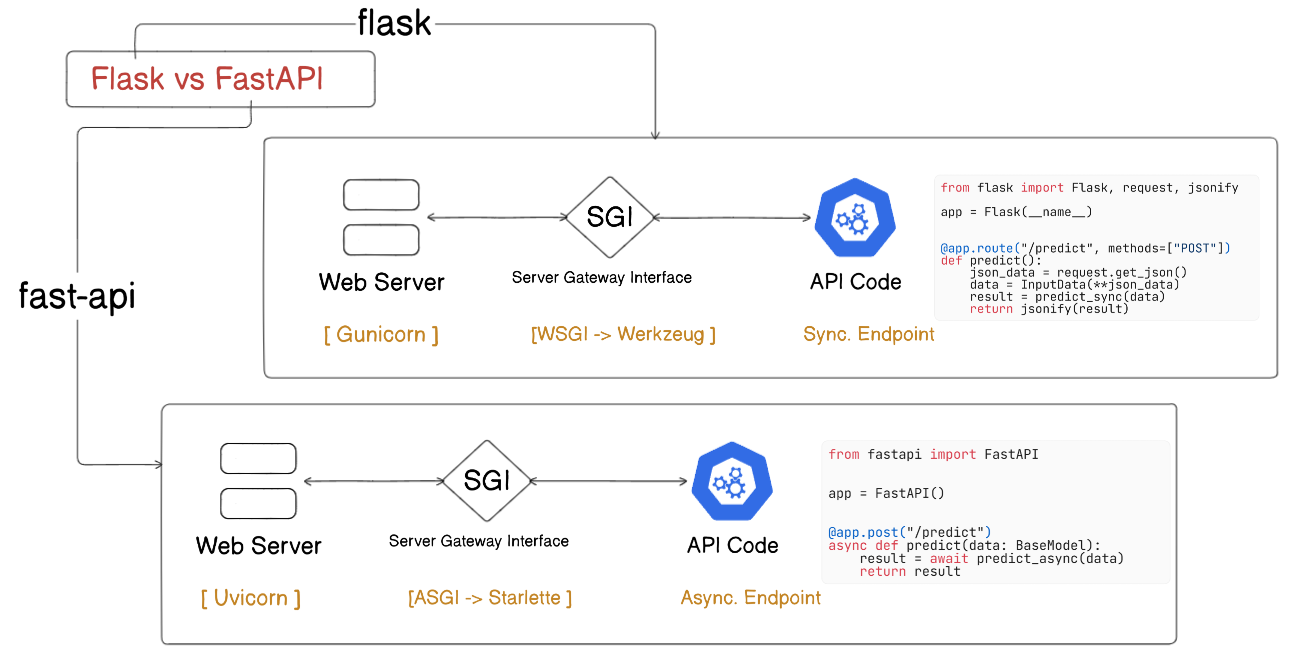 flask
Flask vs FastAPI
fast-api
SGI
Web Server
Server Gateway Interface
API Code
[ Gunicorn ]
[WSGI -> Werkzeug ]
Sync. Endpoint
from flask import Flask, request, jsonify
app = Flask(__name__)
@app.route("/predict", methods=["POST"])
def predict():
    json_data = request.get_json()
    data = InputData(**json_data)
    result = predict_sync(data)
    return jsonify(result)
SGI
Web Server
Server Gateway Interface
API Code
[ Uvicorn ]
[ASGI -> Starlette ]
Async. Endpoint
from fastapi import FastAPI
app = FastAPI()
@app.post("/predict")
async def predict(data: BaseModel):
    result = await predict_async(data)
    return result